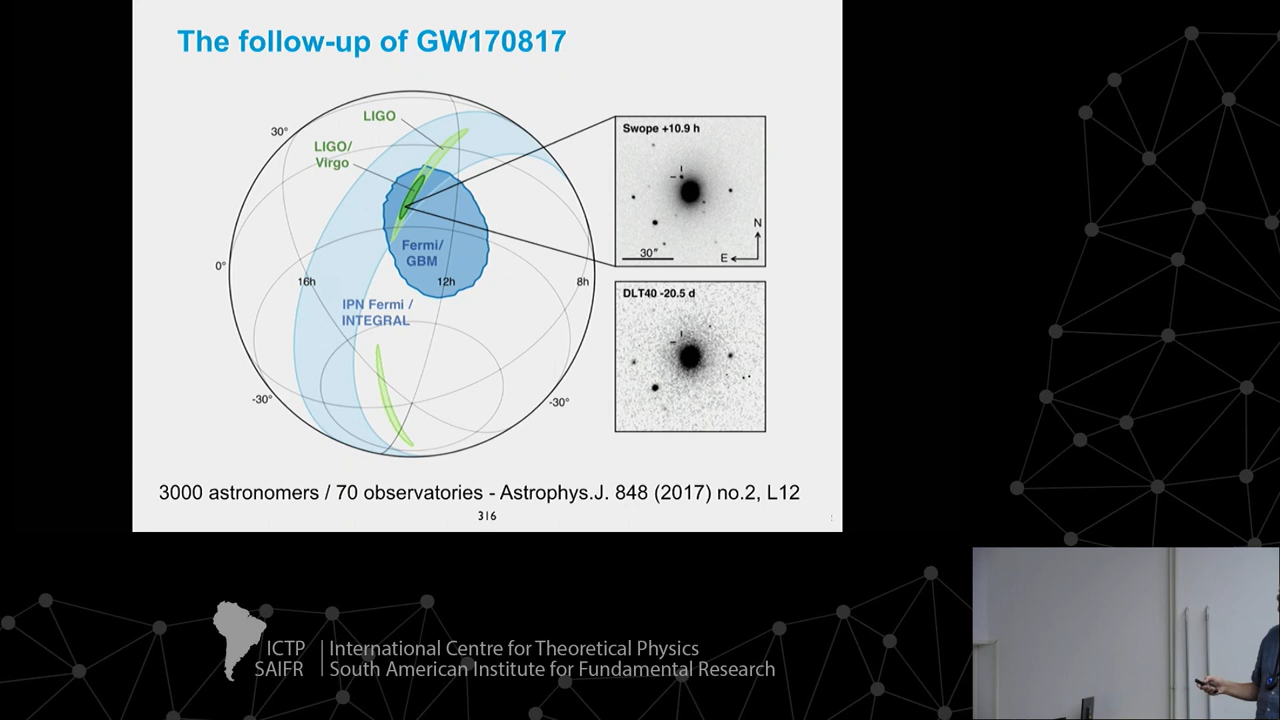 The follow-up of GW170817
LIGO
30°
LIGO/
Virgo
Swope +10.9 h
N
30"
E
0°
Fermi/
GBM
16h
12h
8h
IPN Fermi /
INTEGRAL
DLT40 -20.5 d
-30°
-30°
3000 astronomers / 70 observatories - Astrophys.J. 848 (2017) no.2, L12
316
ICTP
SAIFR
International Centre for Theoretical Physics
South American Institute for Fundamental Research